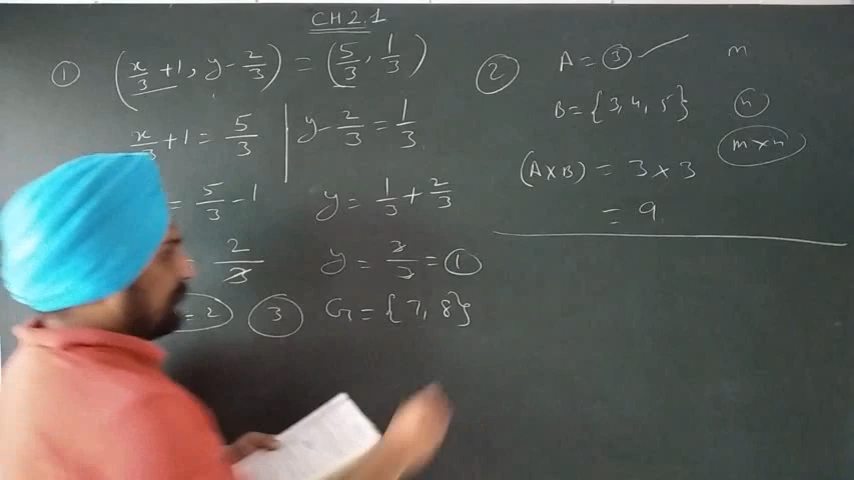 CH 2.1
① (x/3 + 1, y - 2/3) = (5/3, 1/3)
x/3 + 1 = 5/3
= 5/3 - 1
2/3
= 2
y - 2/3 = 1/3
y = 1/3 + 2/3
y = 3/3 = ①
② A = ③ ✓ m
B = {3, 4, 5} n
(A×B) = 3 × 3 m×n
= 9
③ G = {7, 8}